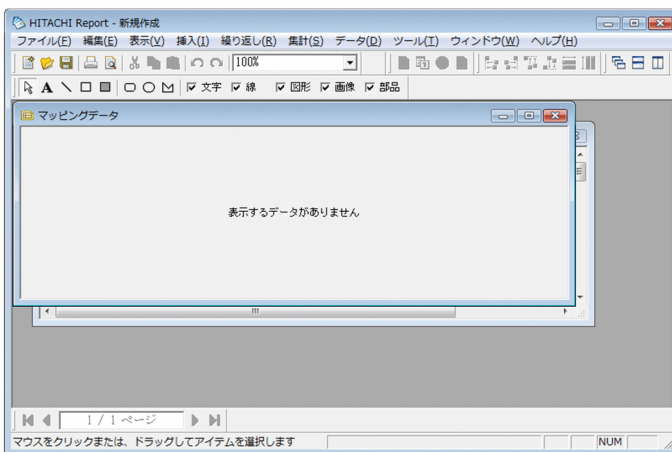 HITACHI Report - 新規作成
ファイル(F) 編集(E) 表示(V) 挿入(I) 繰り返し(R) 集計(S) データ(D) ツール(T) ウィンドウ(W) ヘルプ(H)
100%
A 文字 線 図形 画像 部品
マッピングデータ
表示するデータがありません
1 / 1 ページ
マウスをクリックまたは、ドラッグしてアイテムを選択します NUM